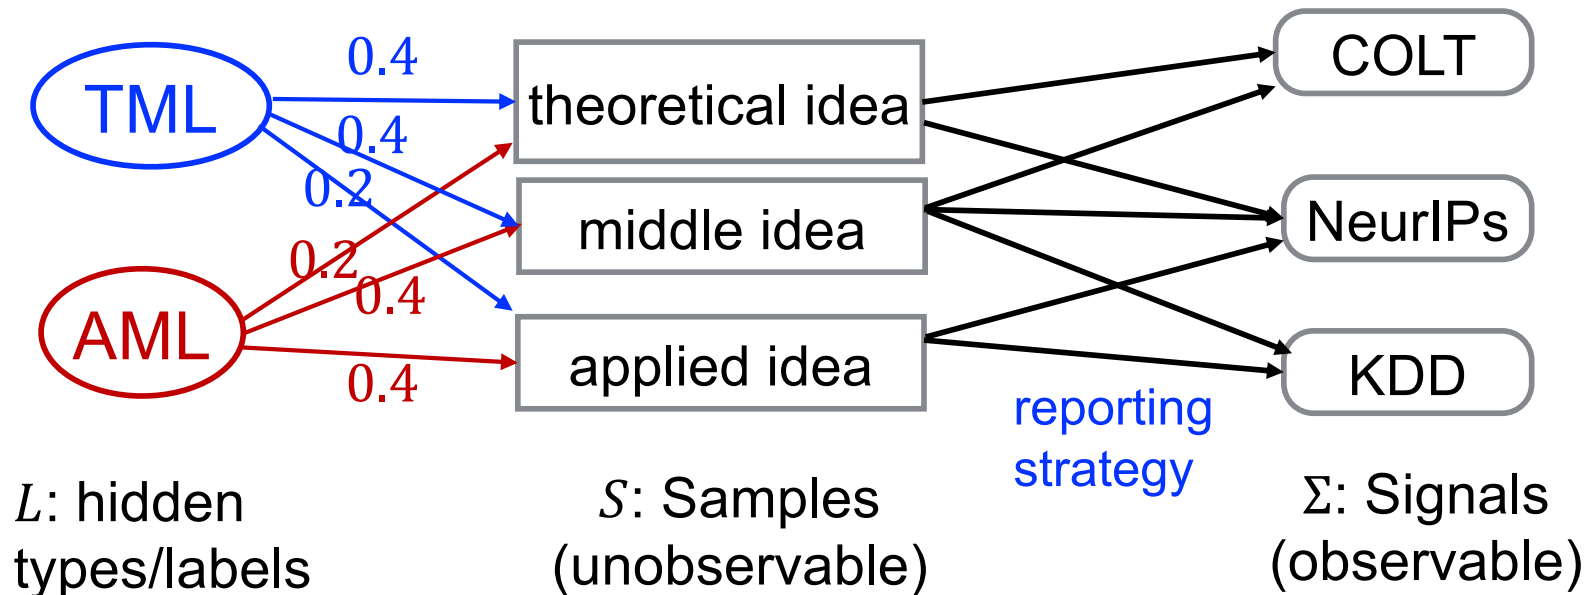 TML
0.4
0.4
0.2
theoretical idea
COLT
middle idea
NeurIPs
AML
0.2
0.4
0.4
applied idea
KDD
reporting
strategy
L: hidden
types/labels
S: Samples
(unobservable)
Σ: Signals
(observable)